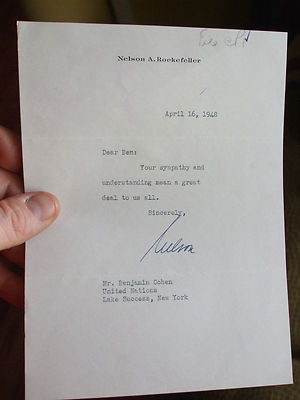 Nelson A. Rockefeller
April 16, 1948
Dear Ben:
Your sympathy and
understanding mean a great
deal to us all.
Sincerely,
Nelson
Mr. Benjamin Cohen
United Nations
Lake Success, New York